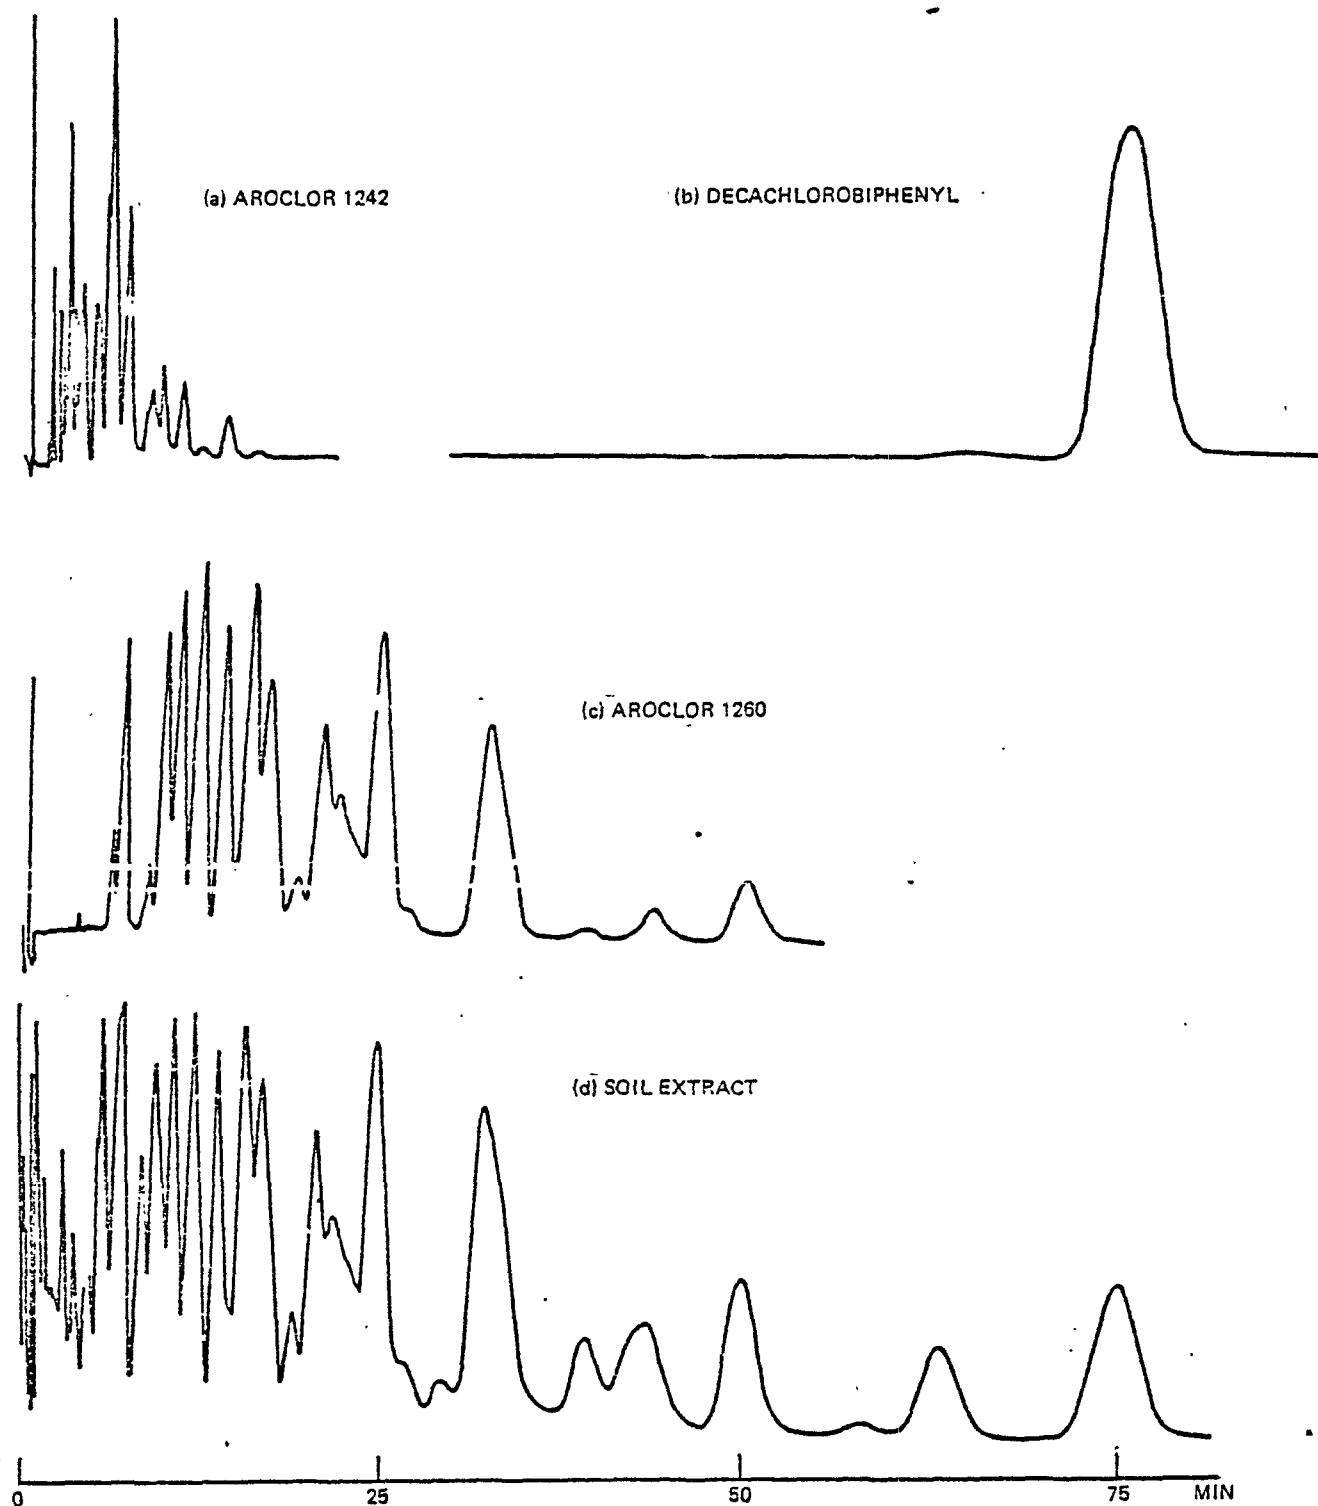 (a) AROCLOR 1242
(b) DECACHLOROBIPHENYL
(c) AROCLOR 1260
(d) SOIL EXTRACT
0 25 50 75 MIN